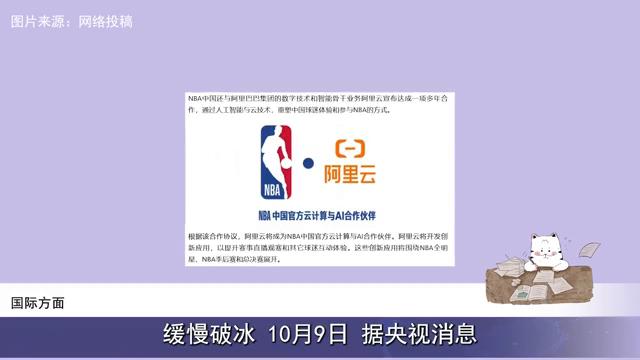 图片来源：网络投稿
NBA中国还与阿里巴巴集团的数字技术和智能骨干业务阿里云宣布达成一项多年合
作，通过人工智能与云技术，重塑中国球迷体验和参与NBA的方式。
NBA
阿里云
NBA 中国官方云计算与AI合作伙伴
根据该合作协议，阿里云将成为NBA中国官方云计算与AI合作伙伴。阿里云将开发创
新应用，以提升赛事直播观赛和其它球迷互动体验。这些创新应用将围绕NBA全明
星、NBA季后赛和总决赛展开。
国际方面
缓慢破冰 10月9日 据央视消息